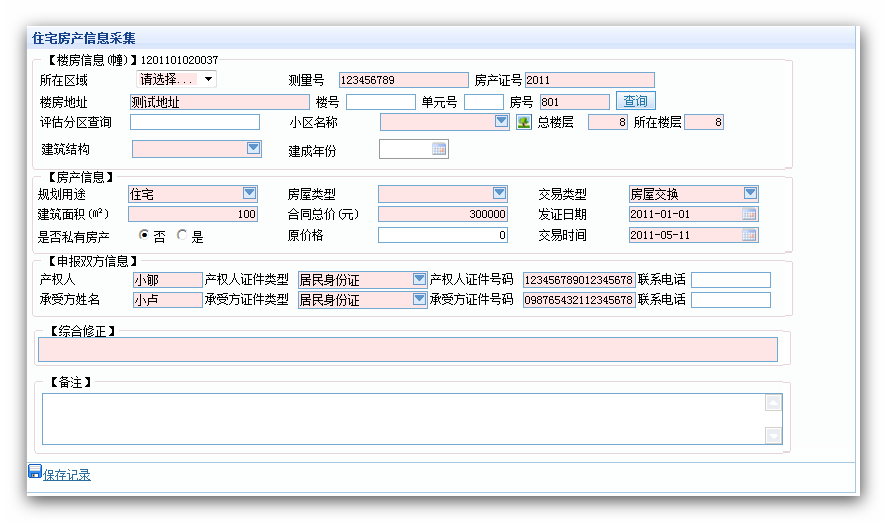 住宅房产信息采集
【楼房信息(幢)】1201101020037
所在区域 请选择... 测量号 123456789 房产证号 2011
楼房地址 测试地址 楼号 单元号 房号 801 查询
评估分区查询 小区名称 总楼层 8 所在楼层 8
建筑结构 建成年份
【房产信息】
规划用途 住宅 房屋类型 交易类型 房屋交换
建筑面积(m²) 100 合同总价(元) 300000 发证日期 2011-01-01
是否私有房产 否 是 原价格 0 交易时间 2011-05-11
【申报双方信息】
产权人 小郇 产权人证件类型 居民身份证 产权人证件号码 123456789012345678 联系电话
承受方姓名 小卢 承受方证件类型 居民身份证 承受方证件号码 098765432112345678 联系电话
【综合修正】
【备注】
保存记录